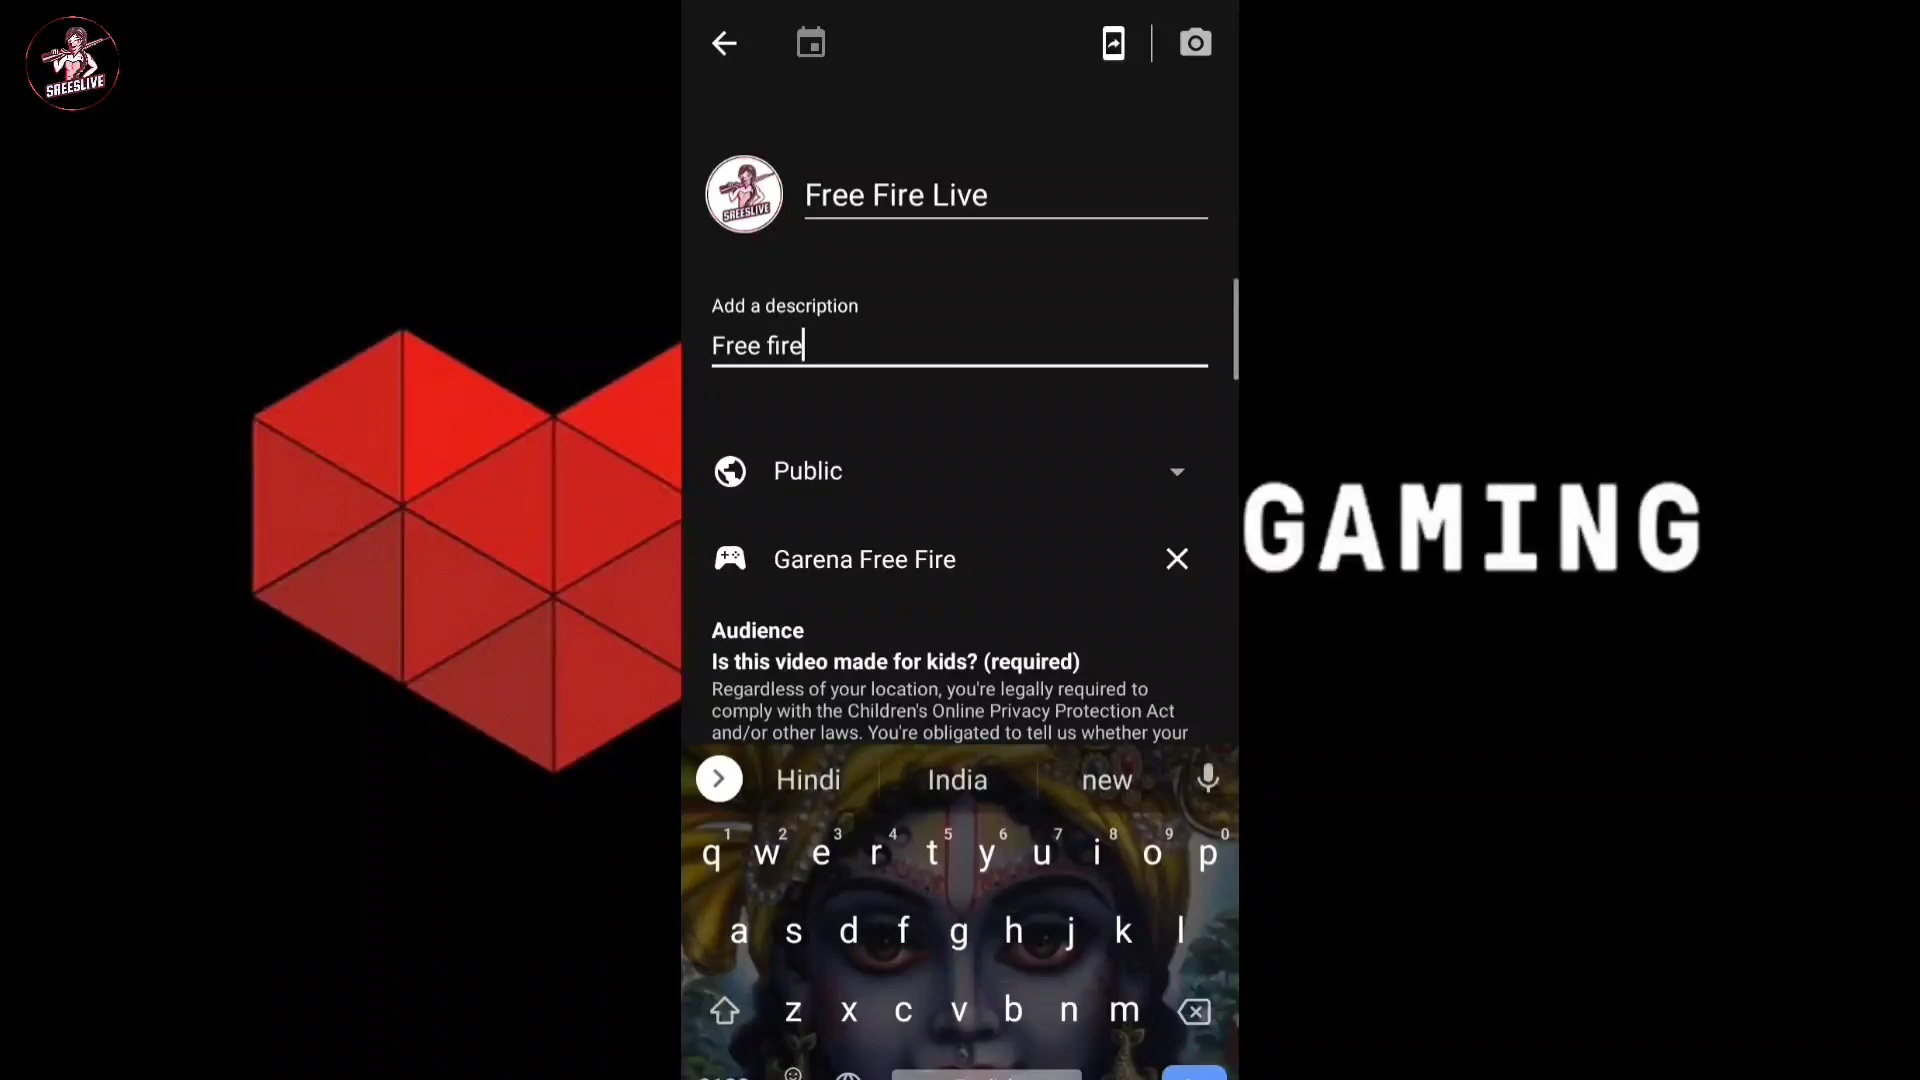 SREESLIVE
SREESLIVE
Free Fire Live
Add a description
Free fire
Public
Garena Free Fire
GAMING
Audience
Is this video made for kids? (required)
Regardless of your location, you're legally required to
comply with the Children's Online Privacy Protection Act
and/or other laws. You're obligated to tell us whether your
Hindi India new
1 2 3 4 5 6 7 8 9 0
q w e r t y u i o p
a s d f g h j k l
z x c v b n m